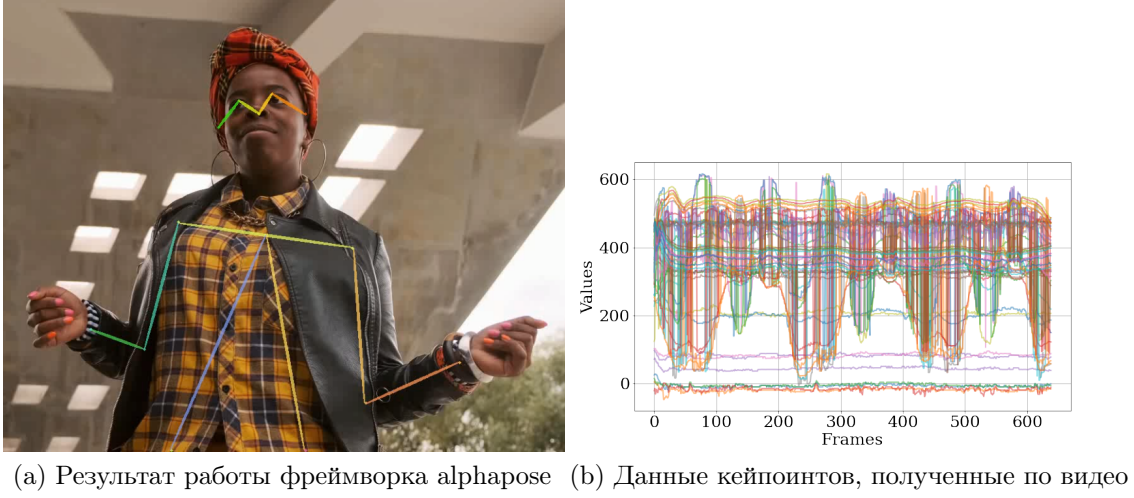 600
400
200
0
Values
0 100 200 300 400 500 600
Frames
(a) Результат работы фреймворка alphapose
(b) Данные кейпоинтов, полученные по видео